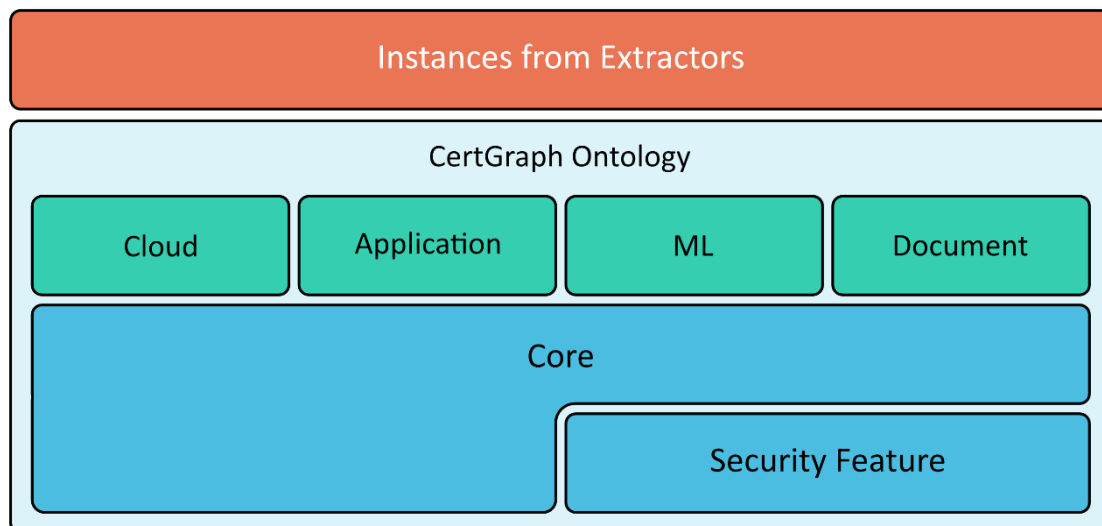 Instances from Extractors
CertGraph Ontology
Cloud
Application
ML
Document
Core
Security Feature